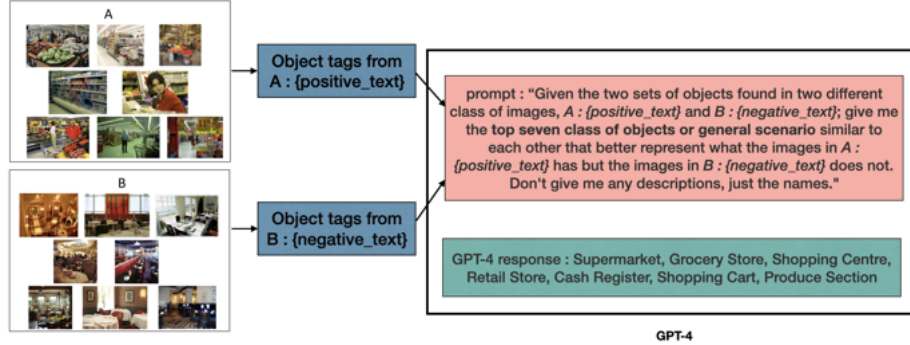 A
Object tags from
A : {positive_text}
B
Object tags from
B : {negative_text}
prompt : "Given the two sets of objects found in two different
class of images, A : {positive_text} and B : {negative_text}; give me
the top seven class of objects or general scenario similar to
each other that better represent what the images in A :
{positive_text} has but the images in B : {negative_text} does not.
Don't give me any descriptions, just the names."
GPT-4 response : Supermarket, Grocery Store, Shopping Centre,
Retail Store, Cash Register, Shopping Cart, Produce Section
GPT-4